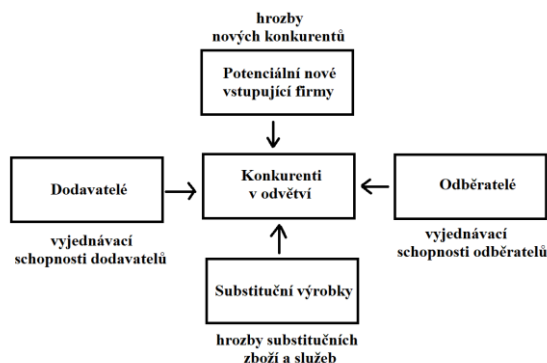 hrozby
nových konkurentů
Potenciální nové
vstupující firmy
Dodavatelé
Konkurenti
v odvětví
Odběratelé
vyjednávací
schopnosti dodavatelů
vyjednávací
schopnosti odběratelů
Substituční výrobky
hrozby substitučních
zboží a služeb